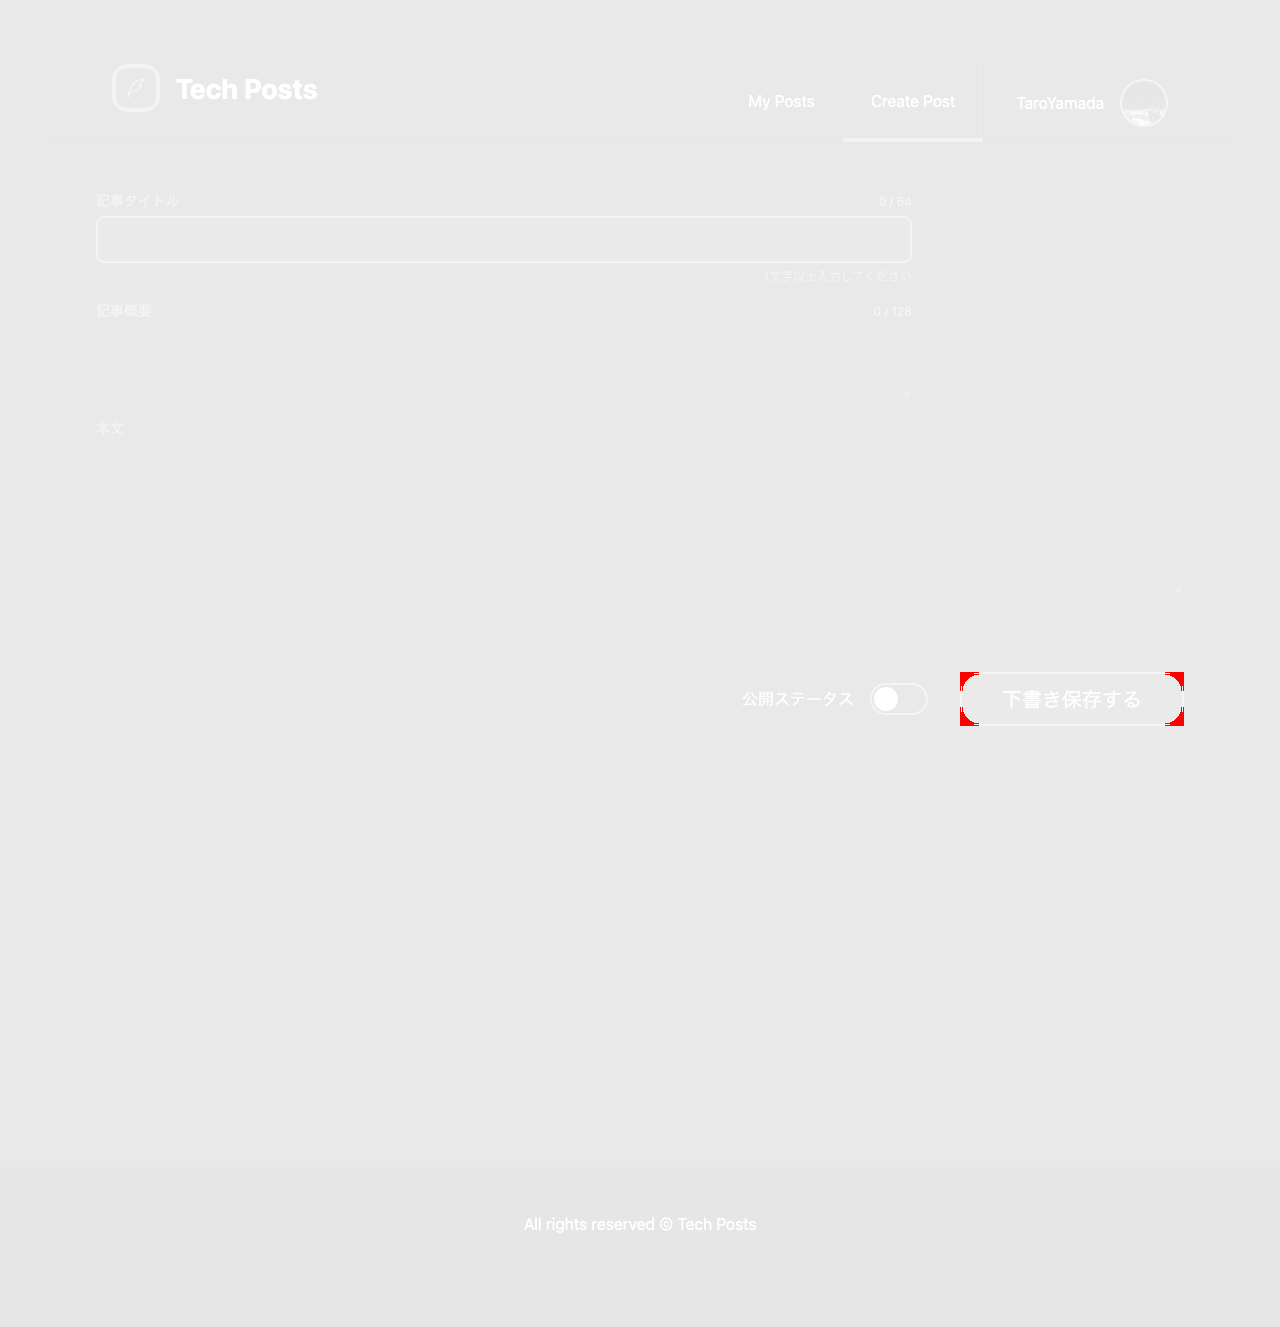 Tech Posts
My Posts
Create Post
TaroYamada
記事タイトル
0 / 64
1文字以上入力してください
記事概要
0 / 128
本文
公開ステータス
下書き保存する
All rights reserved © Tech Posts